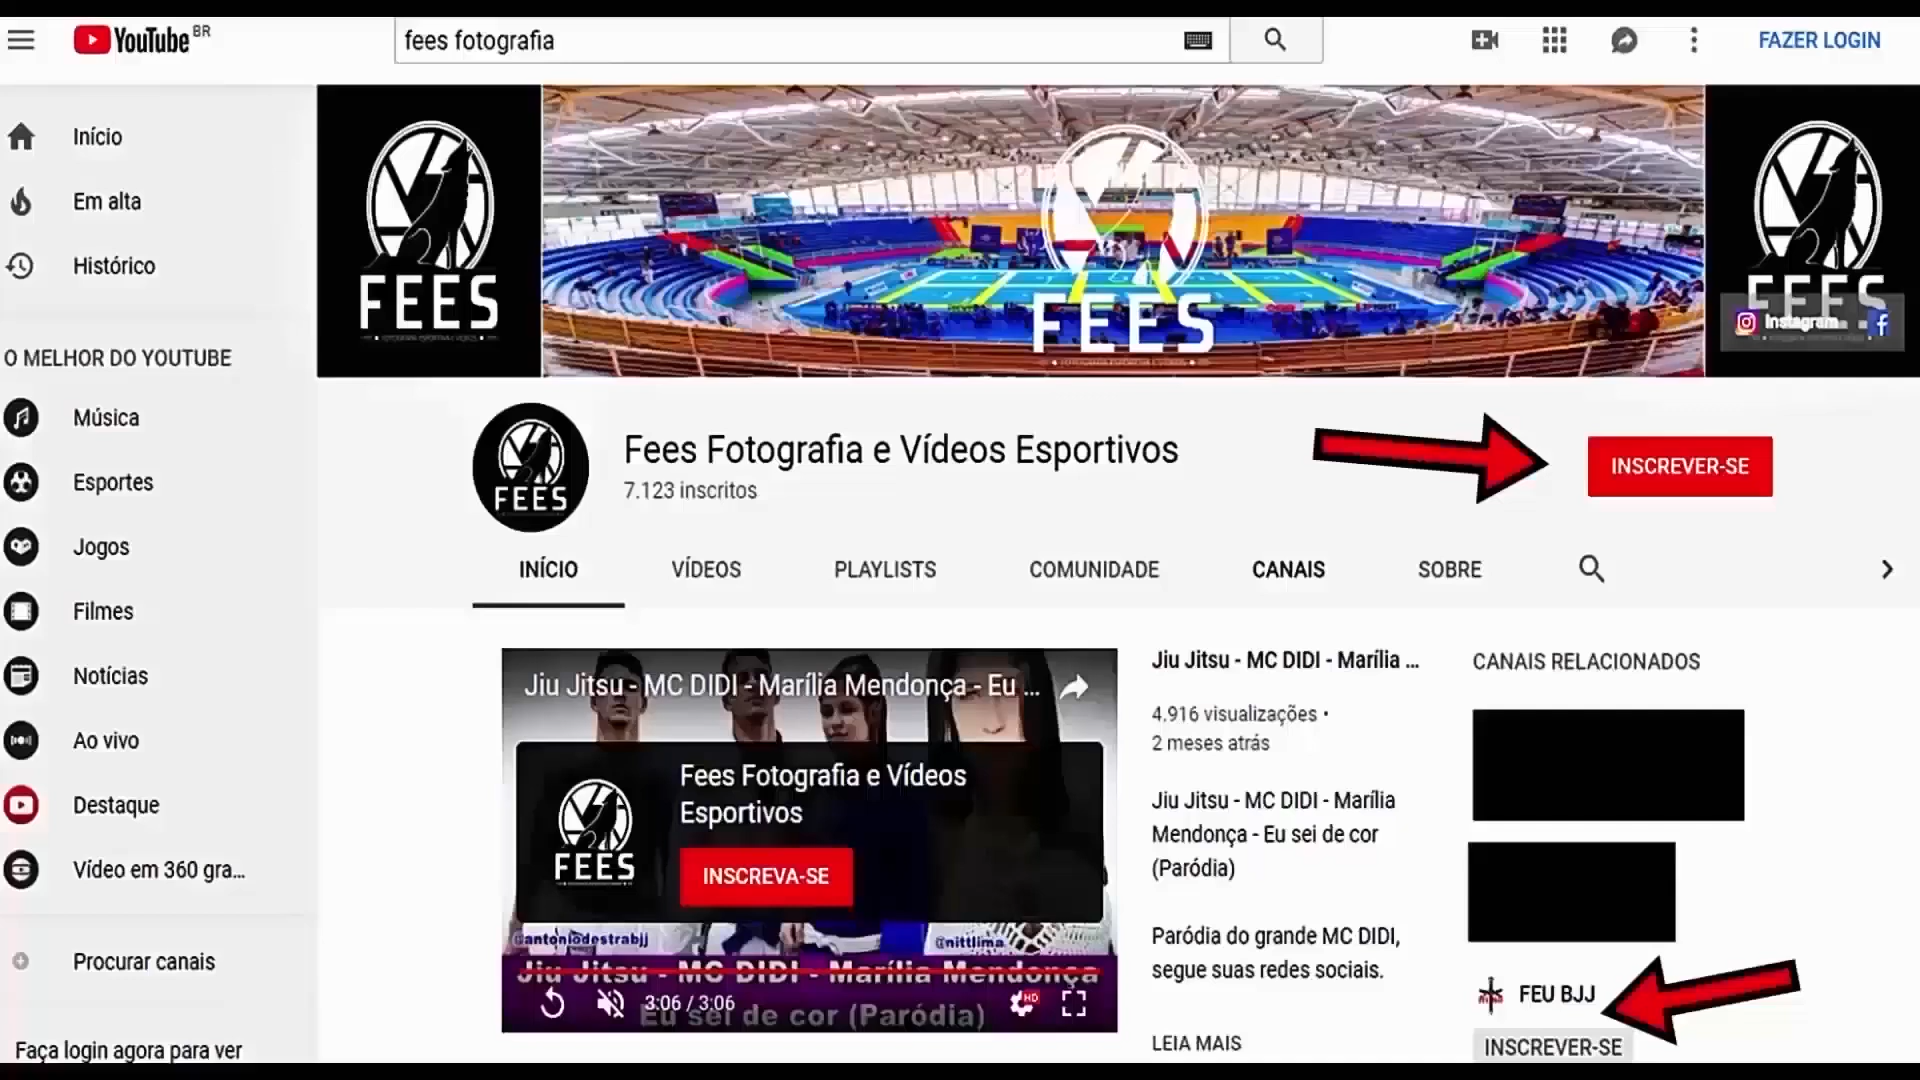 YouTube BR
fees fotografia
FAZER LOGIN
Início
Em alta
Histórico
O MELHOR DO YOUTUBE
Música
Esportes
Jogos
Filmes
Notícias
Ao vivo
Destaque
Vídeo em 360 gra...
Procurar canais
Faça login agora para ver
FEES
FEES
FEES
Instagram
FEES
Fees Fotografia e Vídeos Esportivos
7.123 inscritos
INSCREVER-SE
INÍCIO
VÍDEOS
PLAYLISTS
COMUNIDADE
CANAIS
SOBRE
Jiu Jitsu - MC DIDI - Marília Mendonça - Eu ...
Fees Fotografia e Vídeos
Esportivos
FEES
INSCREVA-SE
@antoniodestrabjj
@nittlima
Jiu Jitsu - MC DIDI - Marília Mendonça
3:06 / 3:06
HD
Eu sei de cor (Paródia)
Jiu Jitsu - MC DIDI - Marília ...
4.916 visualizações •
2 meses atrás
Jiu Jitsu - MC DIDI - Marília
Mendonça - Eu sei de cor
(Paródia)
Paródia do grande MC DIDI,
segue suas redes sociais.
LEIA MAIS
CANAIS RELACIONADOS
FEU BJJ
INSCREVER-SE